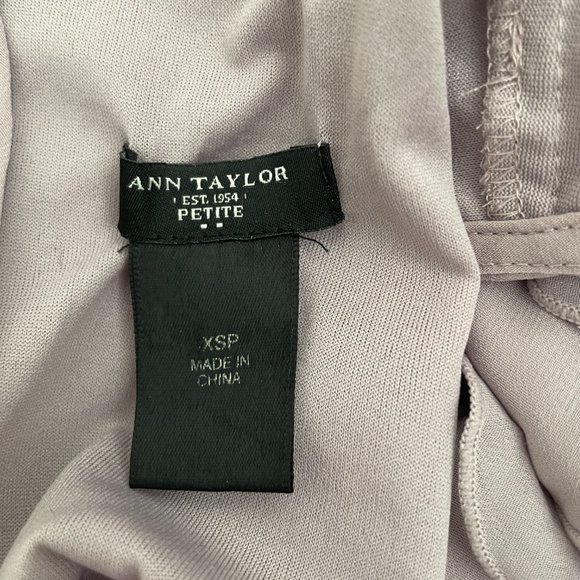 ANN TAYLOR
EST. 1954
PETITE
XSP
MADE IN
CHINA